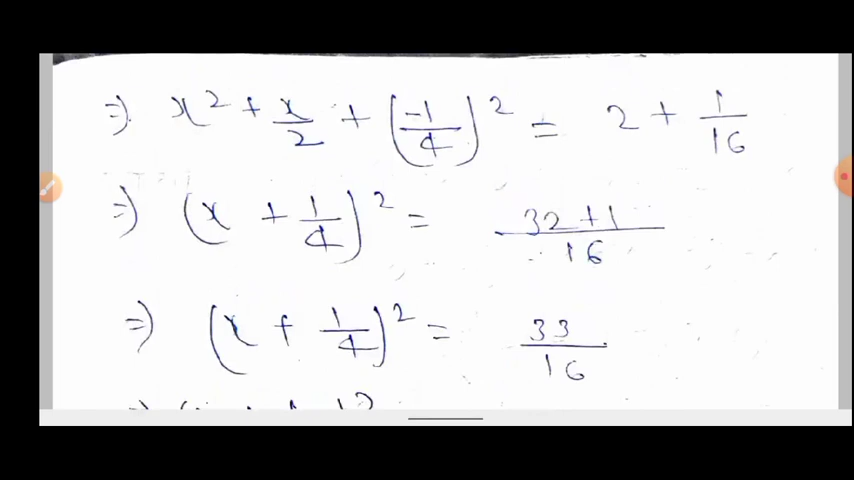 ⇒ x² + x/2 + (-1/4)² = 2 + 1/16
⇒ (x + 1/4)² = 32+1/16
⇒ (x + 1/4)² = 33/16